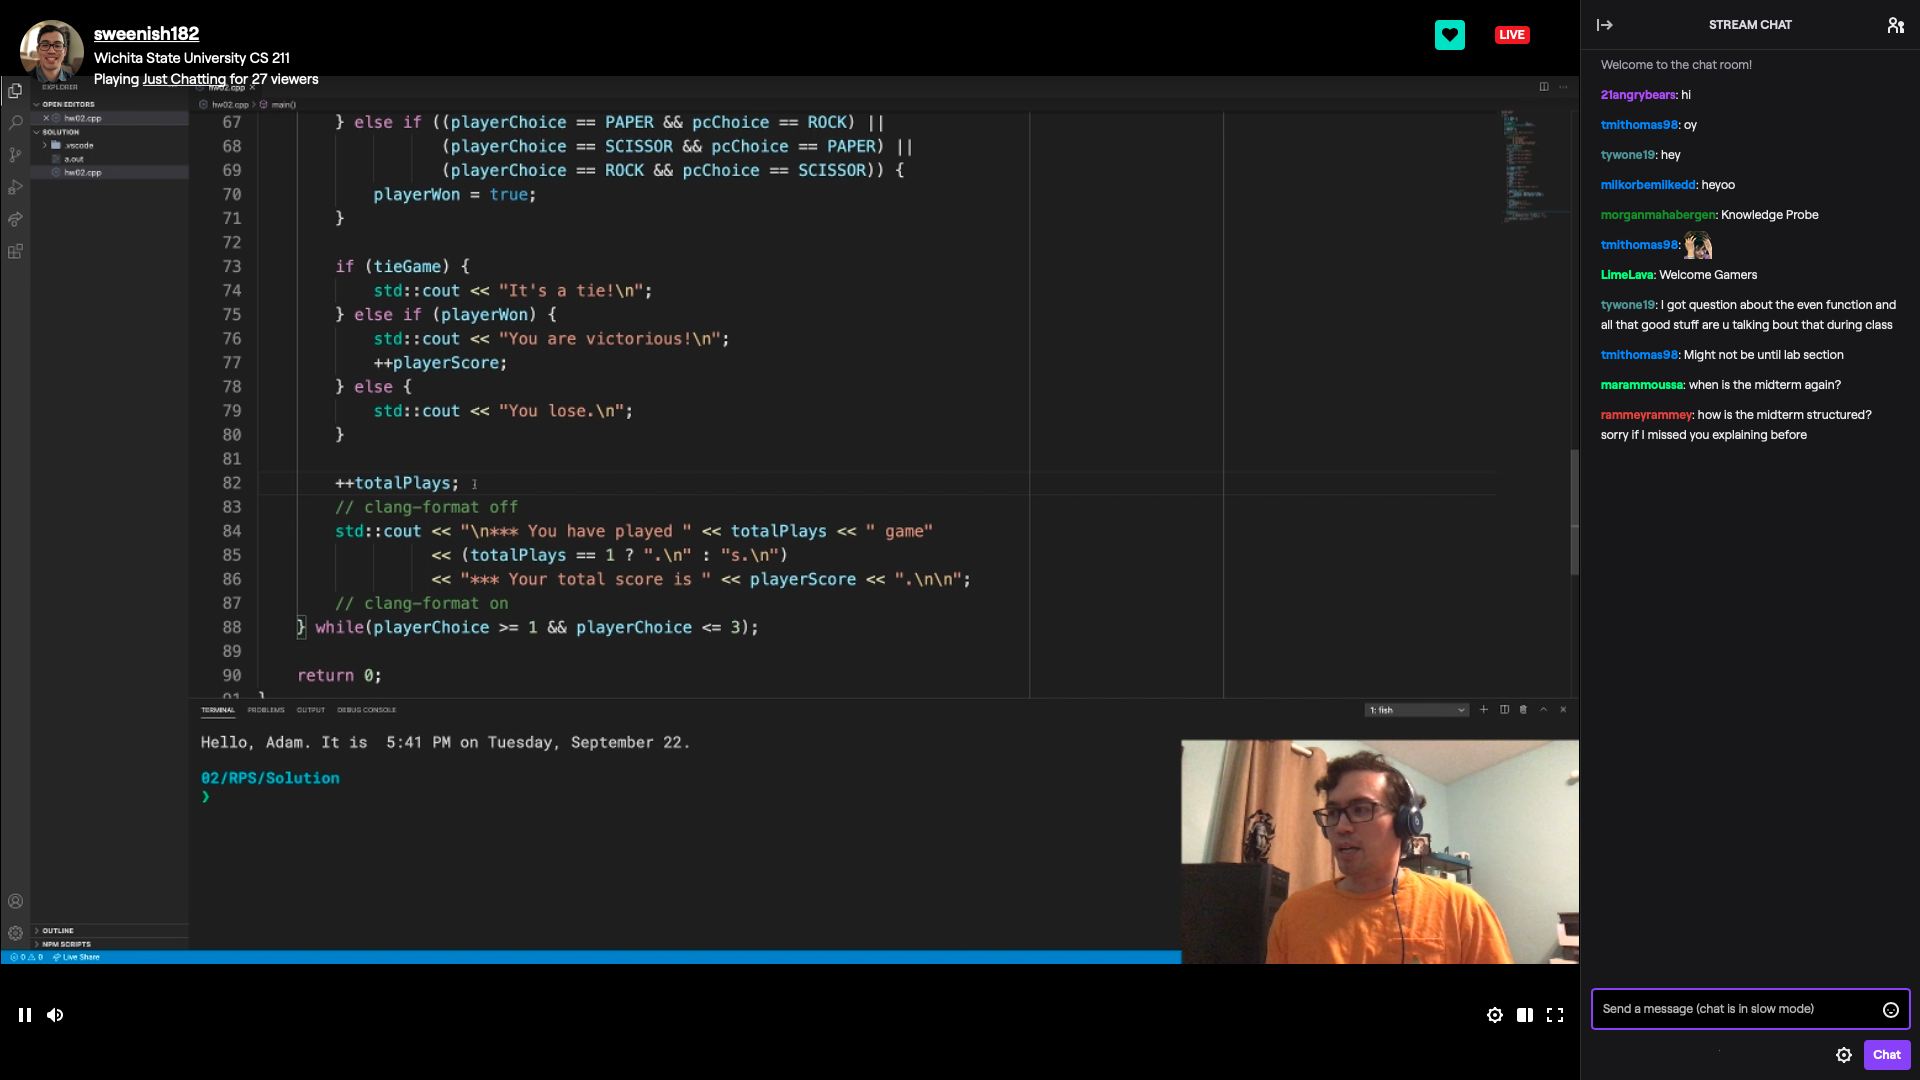 sweenish182
Wichita State University CS 211
Playing Just Chatting for 27 viewers
LIVE
EXPLORER
OPEN EDITORS
hw02.cpp
SOLUTION
.vscode
a.out
hw02.cpp
OUTLINE
NPM SCRIPTS
0 0 Live Share
hw02.cpp
hw02.cpp > main()
67 } else if ((playerChoice == PAPER && pcChoice == ROCK) ||
68 (playerChoice == SCISSOR && pcChoice == PAPER) ||
69 (playerChoice == ROCK && pcChoice == SCISSOR)) {
70 playerWon = true;
71 }
72
73 if (tieGame) {
74 std::cout << "It's a tie!\n";
75 } else if (playerWon) {
76 std::cout << "You are victorious!\n";
77 ++playerScore;
78 } else {
79 std::cout << "You lose.\n";
80 }
81
82 ++totalPlays;
83 // clang-format off
84 std::cout << "\n*** You have played " << totalPlays << " game"
85 << (totalPlays == 1 ? ".\n" : "s.\n")
86 << "*** Your total score is " << playerScore << ".\n\n";
87 // clang-format on
88 } while(playerChoice >= 1 && playerChoice <= 3);
89
90 return 0;
91 }
TERMINAL PROBLEMS OUTPUT DEBUG CONSOLE
1: fish
Hello, Adam. It is 5:41 PM on Tuesday, September 22.
02/RPS/Solution
❯
STREAM CHAT
Welcome to the chat room!
21angrybears: hi
tmithomas98: oy
tywone19: hey
milkorbemilkedd: heyoo
morganmahabergen: Knowledge Probe
tmithomas98:
LimeLava: Welcome Gamers
tywone19: I got question about the even function and
all that good stuff are u talking bout that during class
tmithomas98: Might not be until lab section
marammoussa: when is the midterm again?
rammeyrammey: how is the midterm structured?
sorry if I missed you explaining before
Send a message (chat is in slow mode)
Chat